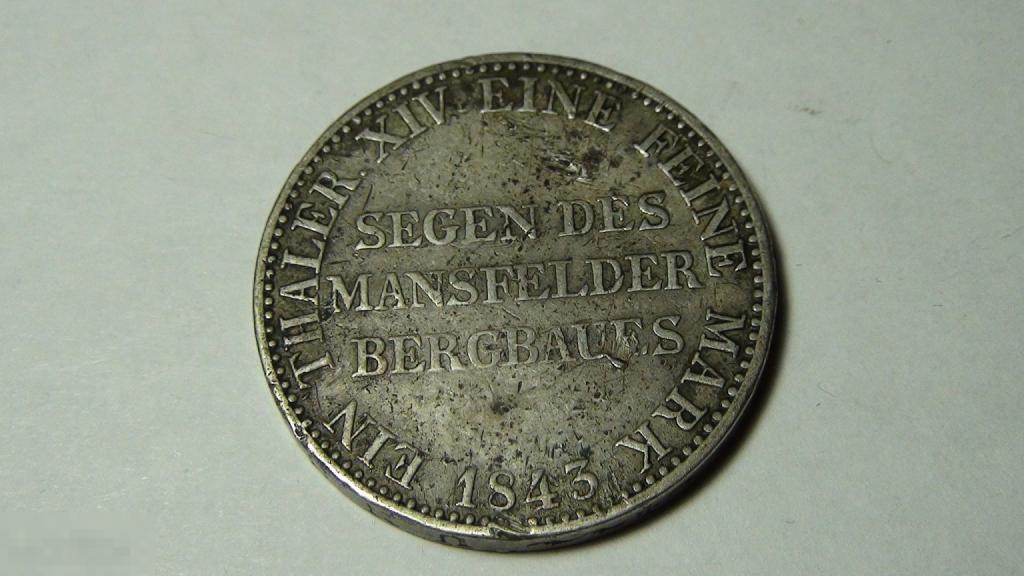 EIN THALER. XIV. EINE FEINE MARK
SEGEN DES
MANSFELDER
BERGBAUES
1843